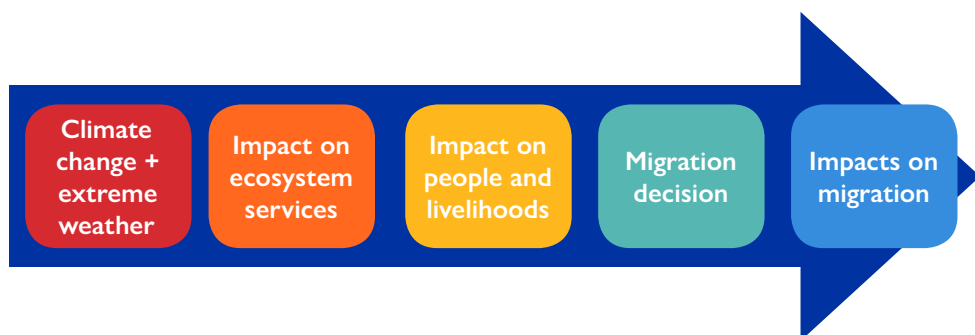 Climate
change +
extreme
weather
Impact on
ecosystem
services
Impact on
people and
livelihoods
Migration
decision
Impacts on
migration